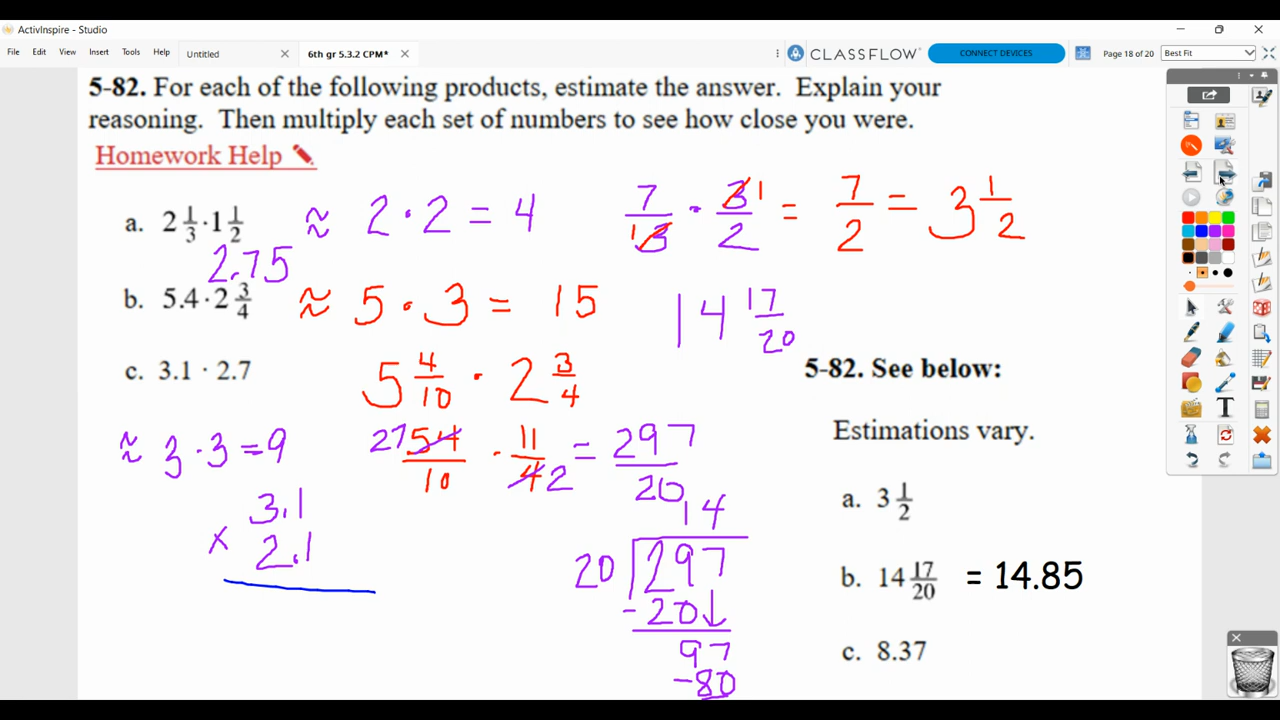 ActivInspire - Studio
File Edit View Insert Tools Help
Untitled
6th gr 5.3.2 CPM*
CLASSFLOW
CONNECT DEVICES
Page 18 of 20
Best Fit
5-82. For each of the following products, estimate the answer. Explain your
reasoning. Then multiply each set of numbers to see how close you were.
Homework Help
a. 2 1/3 · 1 1/2 ≈ 2 · 2 = 4
7/3 · 3/2 1 1 = 7/2 = 3 1/2
2.75
b. 5.4 · 2 3/4 ≈ 5 · 3 = 15
14 17/20
c. 3.1 · 2.7
5 4/10 · 2 3/4
≈ 3 · 3 = 9
27 54/10 · 11/4 2 = 297/20
3.1
× 2.1
14
20 297
- 20 ↓
97
- 80
5-82. See below:
Estimations vary.
a. 3 1/2
b. 14 17/20 = 14.85
c. 8.37
T